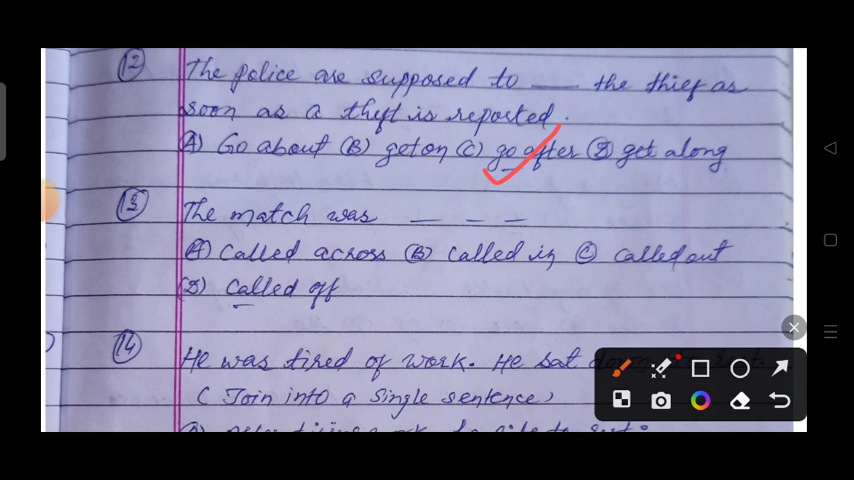 12 The police are supposed to ___ the thief as
soon as a theft is reported.
(A) Go about (B) get on (C) go after (D) get along
13 The match was _ _ _
(A) Called across (B) called in (C) called out
(D) Called off
14 He was tired of work. He sat down
(Join into a single sentence)